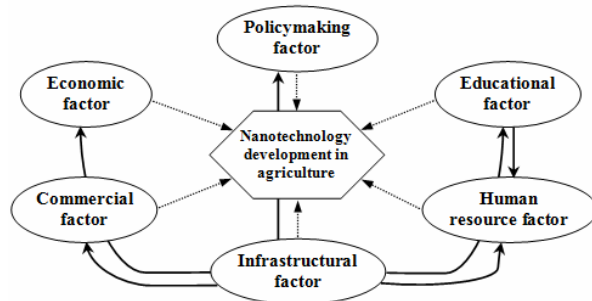 Policymaking
factor
Economic
factor
Educational
factor
Nanotechnology
development in
agriculture
Commercial
factor
Human
resource factor
Infrastructural
factor